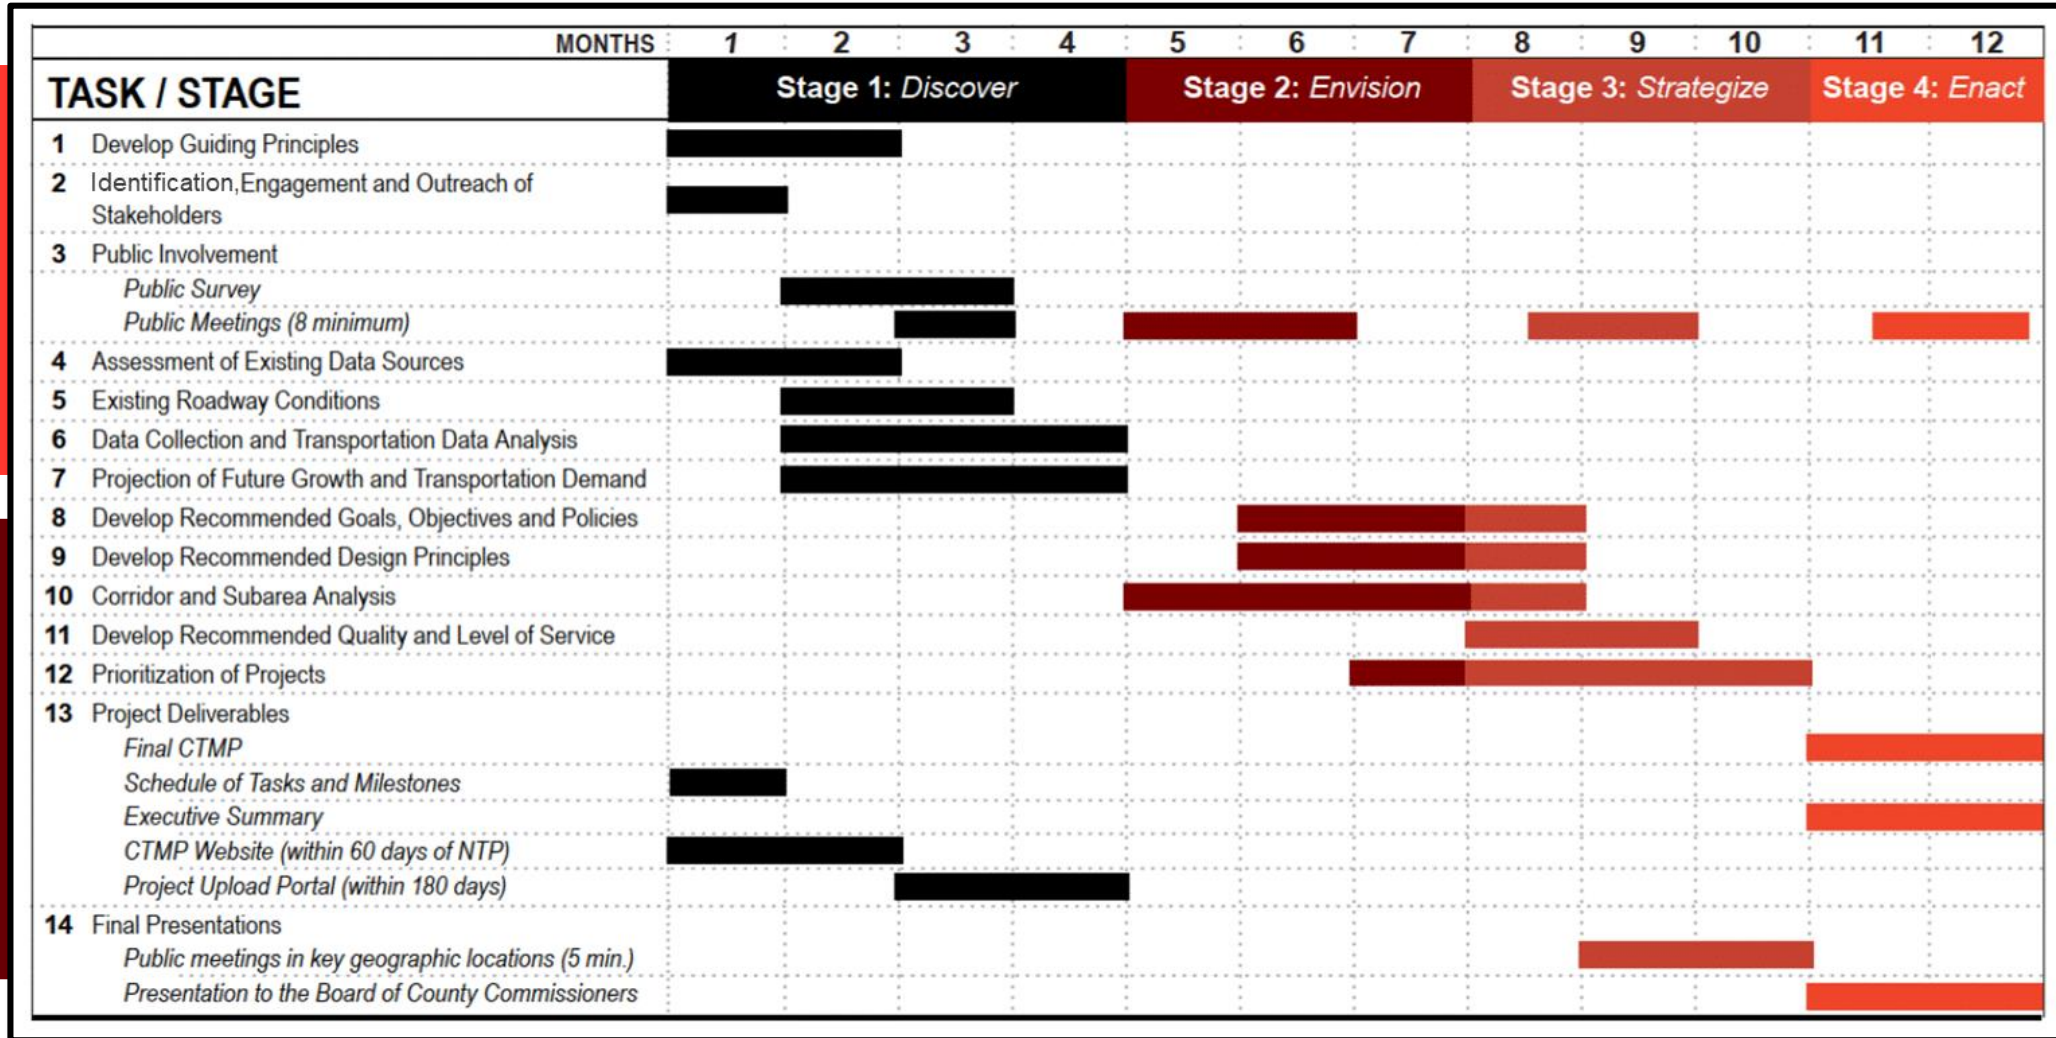 MONTHS 1 2 3 4 5 6 7 8 9 10 11 12
TASK / STAGE Stage 1: Discover Stage 2: Envision Stage 3: Strategize Stage 4: Enact
1 Develop Guiding Principles
2 Identification,Engagement and Outreach of
Stakeholders
3 Public Involvement
Public Survey
Public Meetings (8 minimum)
4 Assessment of Existing Data Sources
5 Existing Roadway Conditions
6 Data Collection and Transportation Data Analysis
7 Projection of Future Growth and Transportation Demand
8 Develop Recommended Goals, Objectives and Policies
9 Develop Recommended Design Principles
10 Corridor and Subarea Analysis
11 Develop Recommended Quality and Level of Service
12 Prioritization of Projects
13 Project Deliverables
Final CTMP
Schedule of Tasks and Milestones
Executive Summary
CTMP Website (within 60 days of NTP)
Project Upload Portal (within 180 days)
14 Final Presentations
Public meetings in key geographic locations (5 min.)
Presentation to the Board of County Commissioners